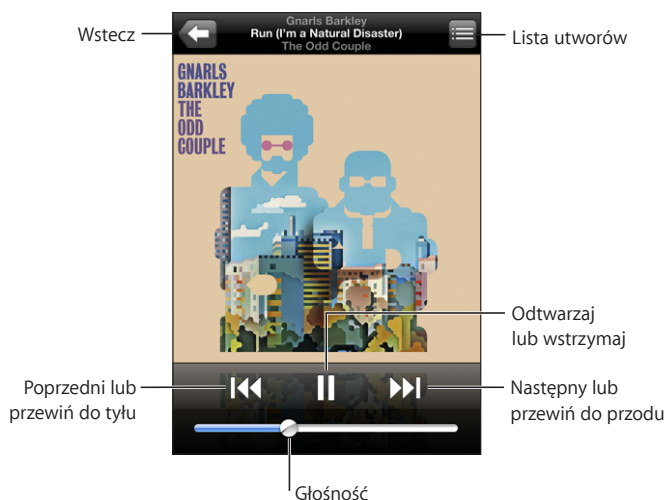 Wstecz
Gnarls Barkley
Run (I'm a Natural Disaster)
The Odd Couple
Lista utworów
GNARLS
BARKLEY
THE
ODD
COUPLE
Odtwarzaj
lub wstrzymaj
Poprzedni lub
przewiń do tyłu
Następny lub
przewiń do przodu
Głośność